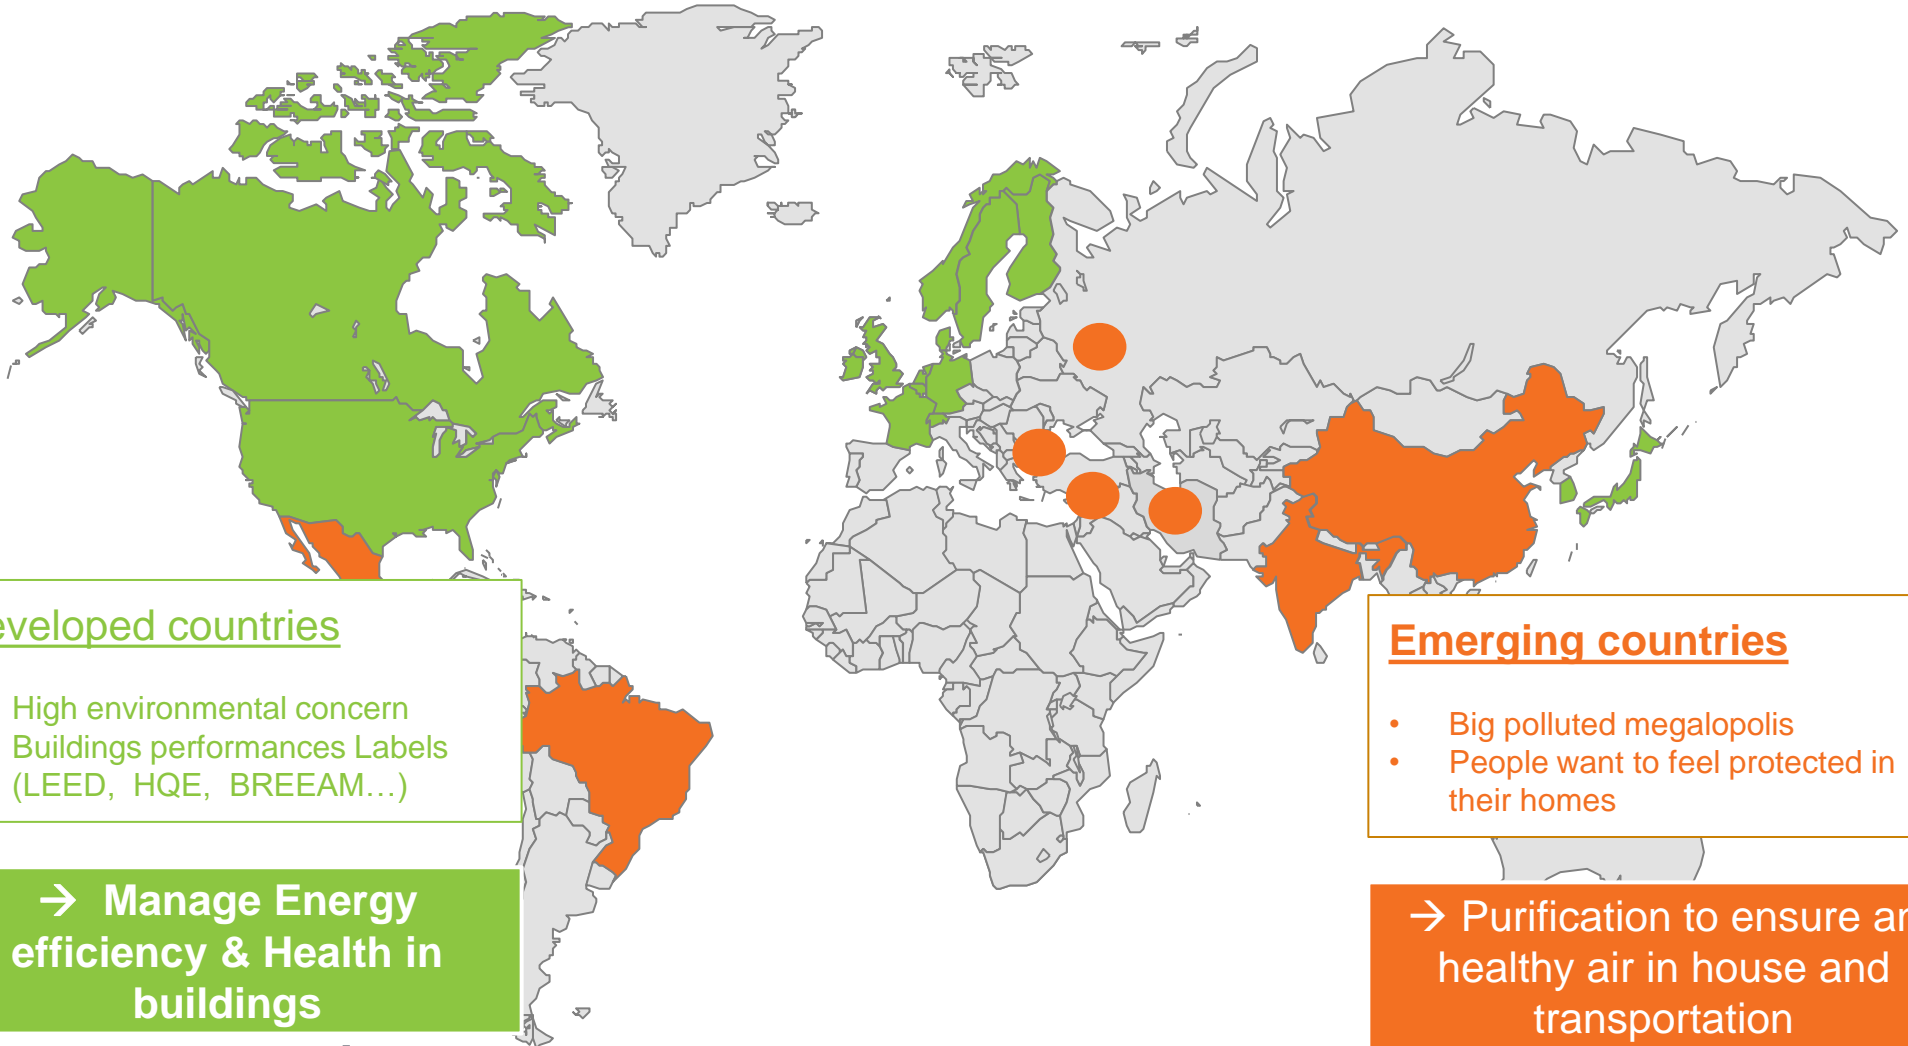 eveloped countries
High environmental concern
Buildings performances Labels
(LEED, HQE, BREEAM…)
→ Manage Energy
efficiency & Health in
buildings
Emerging countries
• Big polluted megalopolis
• People want to feel protected in
their homes
→ Purification to ensure an
healthy air in house and
transportation